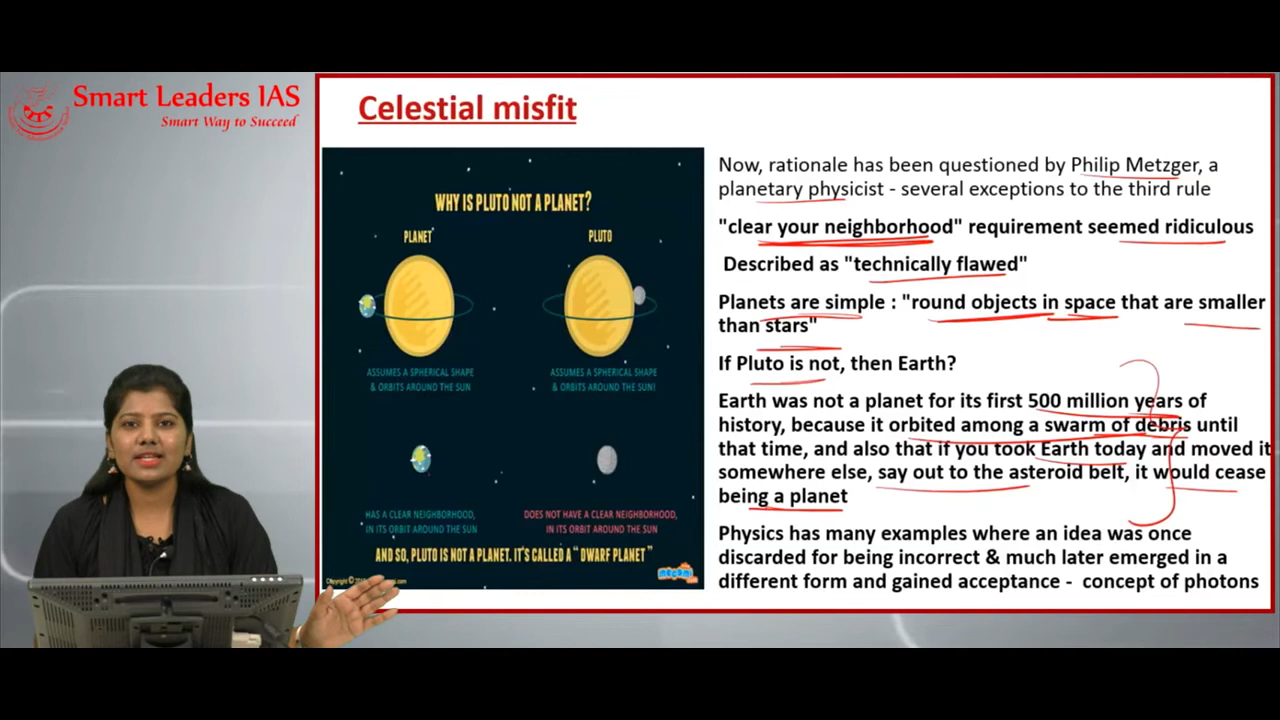 Smart Leaders IAS
Smart Way to Succeed
Celestial misfit
WHY IS PLUTO NOT A PLANET?
PLANET
PLUTO
ASSUMES A SPHERICAL SHAPE
& ORBITS AROUND THE SUN
ASSUMES A SPHERICAL SHAPE
& ORBITS AROUND THE SUN!
HAS A CLEAR NEIGHBORHOOD,
IN ITS ORBIT AROUND THE SUN
DOES NOT HAVE A CLEAR NEIGHBORHOOD,
IN ITS ORBIT AROUND THE SUN
AND SO, PLUTO IS NOT A PLANET. IT'S CALLED A "DWARF PLANET"
mocomi
Now, rationale has been questioned by Philip Metzger, a
planetary physicist - several exceptions to the third rule
"clear your neighborhood" requirement seemed ridiculous
Described as "technically flawed"
Planets are simple : "round objects in space that are smaller
than stars"
If Pluto is not, then Earth?
Earth was not a planet for its first 500 million years of
history, because it orbited among a swarm of debris until
that time, and also that if you took Earth today and moved it
somewhere else, say out to the asteroid belt, it would cease
being a planet
Physics has many examples where an idea was once
discarded for being incorrect & much later emerged in a
different form and gained acceptance - concept of photons